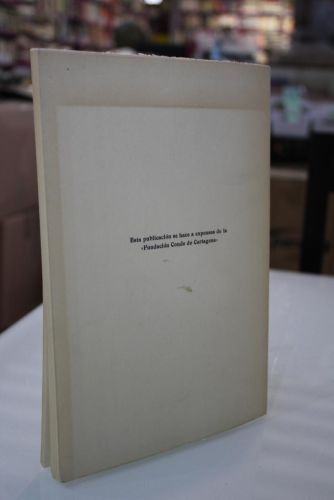 Esta publicación se hace a expensas de la
«Fundación Conde de Cartagena»